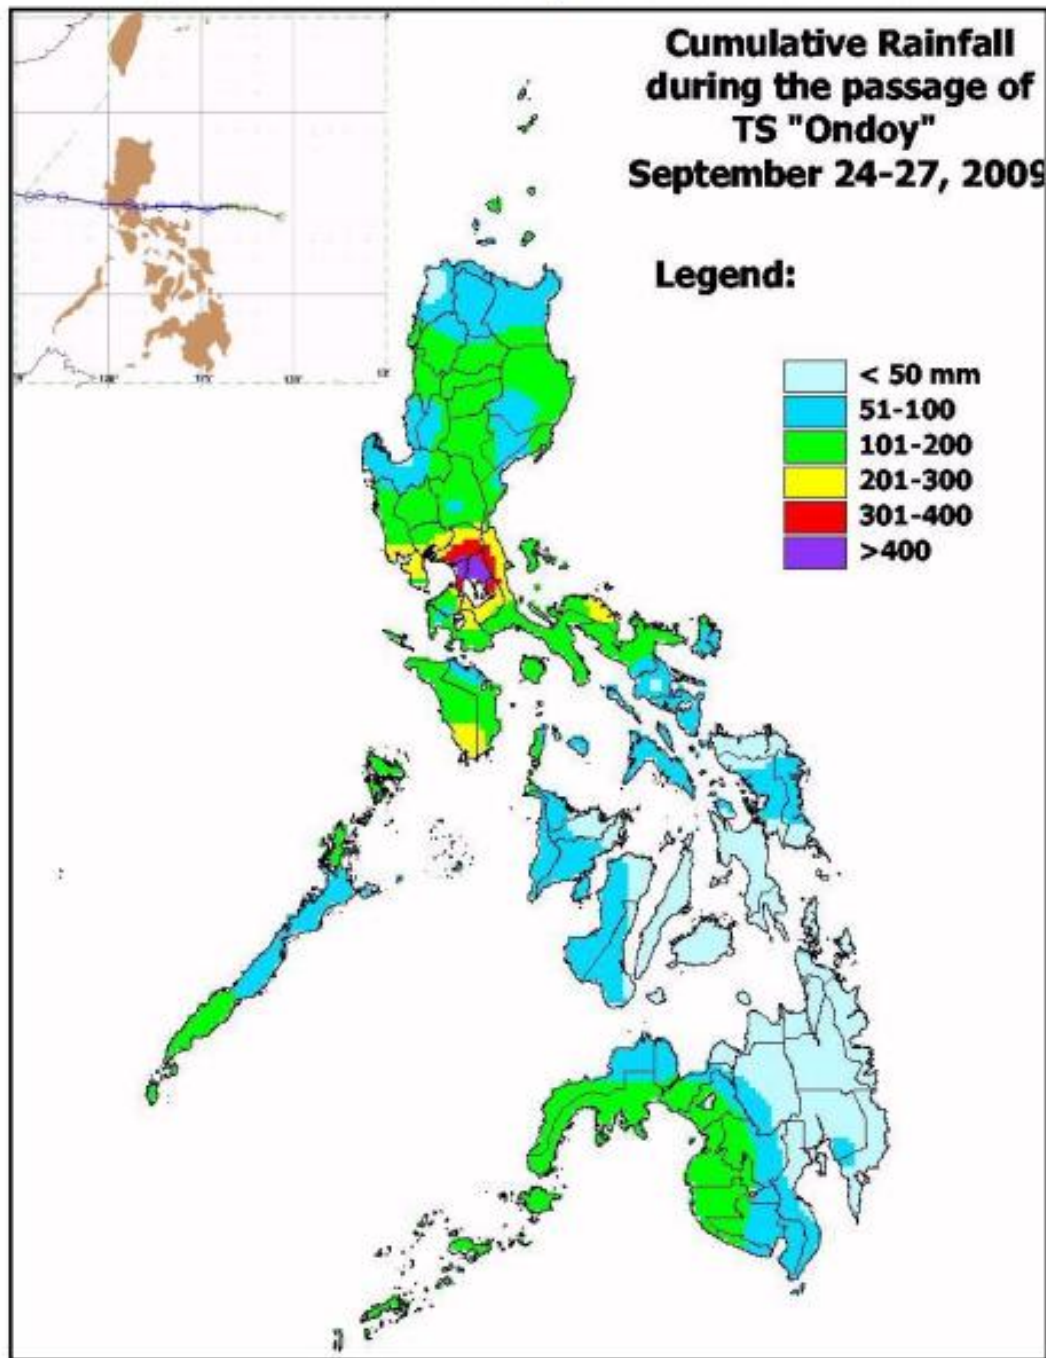 Cumulative Rainfall
during the passage of
TS "Ondoy"
September 24-27, 2009
Legend:
< 50 mm
51-100
101-200
201-300
301-400
>400